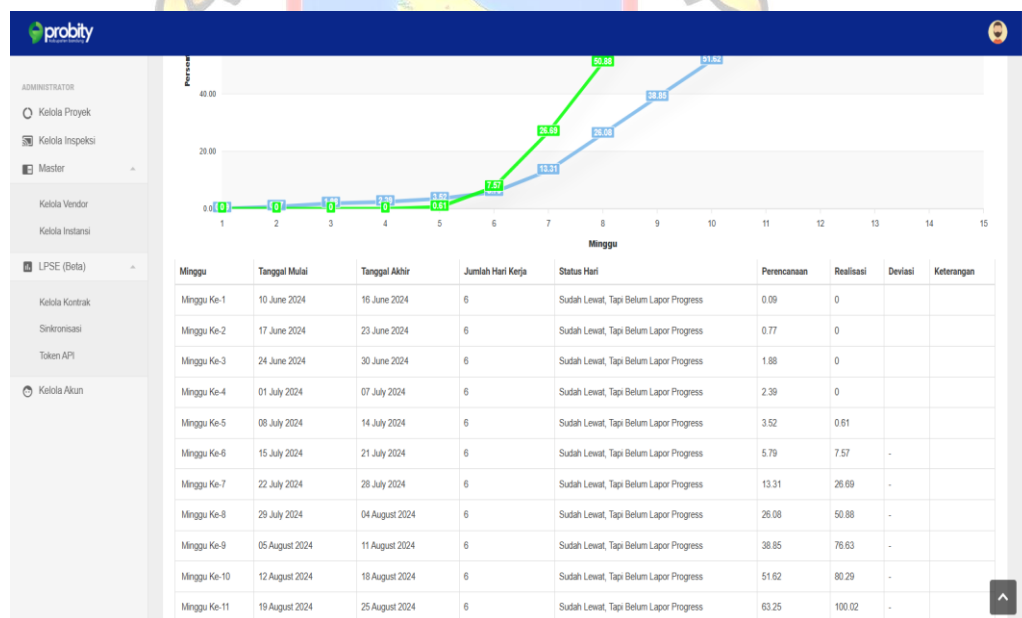 probity
ADMINISTRATOR
Kelola Proyek
Kelola Inspeksi
Master
Kelola Vendor
Kelola Instansi
LPSE (Beta)
Kelola Kontrak
Sinkronisasi
Token API
Kelola Akun
40.00
20.00
0.0
50.88
51.62
38.85
26.69
26.08
13.31
7.57
3.52
0.61
0
0
0
0
1 2 3 4 5 6 7 8 9 10 11 12 13 14 15
Minggu
Minggu Tanggal Mulai Tanggal Akhir Jumlah Hari Kerja Status Hari Perencanaan Realisasi Deviasi Keterangan
Minggu Ke-1 10 June 2024 16 June 2024 6 Sudah Lewat, Tapi Belum Lapor Progress 0.09 0
Minggu Ke-2 17 June 2024 23 June 2024 6 Sudah Lewat, Tapi Belum Lapor Progress 0.77 0
Minggu Ke-3 24 June 2024 30 June 2024 6 Sudah Lewat, Tapi Belum Lapor Progress 1.88 0
Minggu Ke-4 01 July 2024 07 July 2024 6 Sudah Lewat, Tapi Belum Lapor Progress 2.39 0
Minggu Ke-5 08 July 2024 14 July 2024 6 Sudah Lewat, Tapi Belum Lapor Progress 3.52 0.61
Minggu Ke-6 15 July 2024 21 July 2024 6 Sudah Lewat, Tapi Belum Lapor Progress 5.79 7.57 -
Minggu Ke-7 22 July 2024 28 July 2024 6 Sudah Lewat, Tapi Belum Lapor Progress 13.31 26.69 -
Minggu Ke-8 29 July 2024 04 August 2024 6 Sudah Lewat, Tapi Belum Lapor Progress 26.08 50.88 -
Minggu Ke-9 05 August 2024 11 August 2024 6 Sudah Lewat, Tapi Belum Lapor Progress 38.85 76.63 -
Minggu Ke-10 12 August 2024 18 August 2024 6 Sudah Lewat, Tapi Belum Lapor Progress 51.62 80.29 -
Minggu Ke-11 19 August 2024 25 August 2024 6 Sudah Lewat, Tapi Belum Lapor Progress 63.25 100.02 -